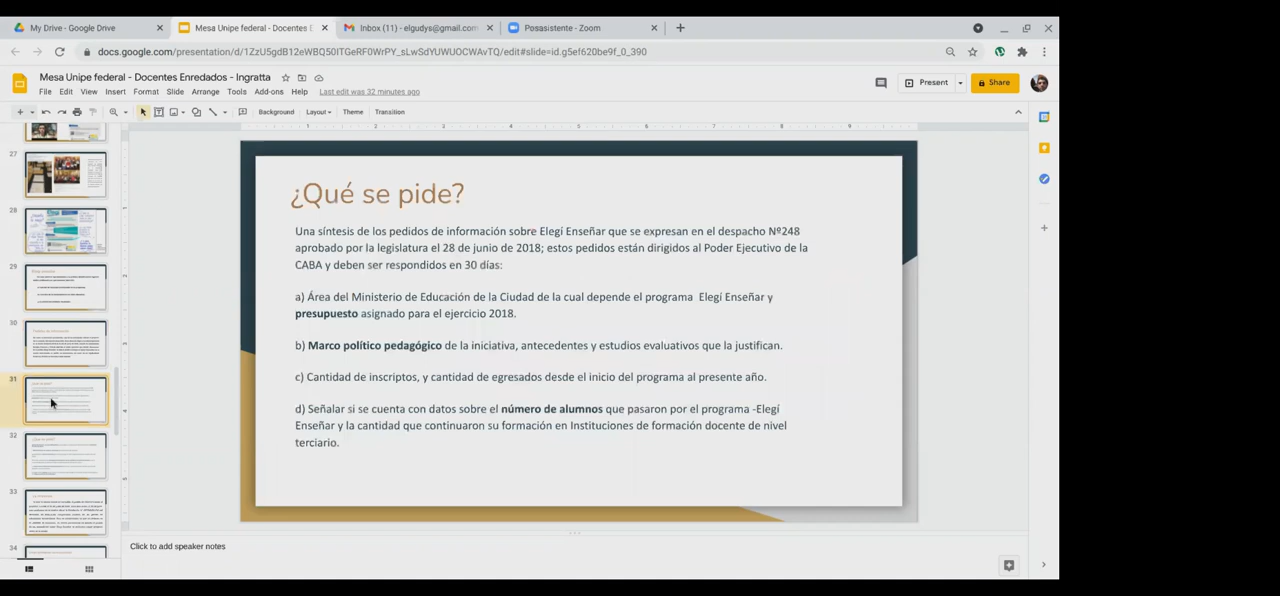 My Drive - Google Drive
Mesa Unipe federal - Docentes E
Inbox (11) - elgudys@gmail.com
Posasistente - Zoom
docs.google.com/presentation/d/1ZzU5gdB12eWBQ50ITGeRF0WrPY_sLwSdYUWUOCWAvTQ/edit#slide=id.g5ef620be9f_0_390
Mesa Unipe federal - Docentes Enredados - Ingratta
File Edit View Insert Format Slide Arrange Tools Add-ons Help Last edit was 32 minutes ago
Present
Share
Background Layout Theme Transition
27
28
29
30
31
32
33
34
¿Qué se pide?
Una síntesis de los pedidos de información sobre Elegí Enseñar que se expresan en el despacho Nº248
aprobado por la legislatura el 28 de junio de 2018; estos pedidos están dirigidos al Poder Ejecutivo de la
CABA y deben ser respondidos en 30 días:
a) Área del Ministerio de Educación de la Ciudad de la cual depende el programa Elegí Enseñar y
presupuesto asignado para el ejercicio 2018.
b) Marco político pedagógico de la iniciativa, antecedentes y estudios evaluativos que la justifican.
c) Cantidad de inscriptos, y cantidad de egresados desde el inicio del programa al presente año.
d) Señalar si se cuenta con datos sobre el número de alumnos que pasaron por el programa -Elegí
Enseñar y la cantidad que continuaron su formación en Instituciones de formación docente de nivel
terciario.
Click to add speaker notes